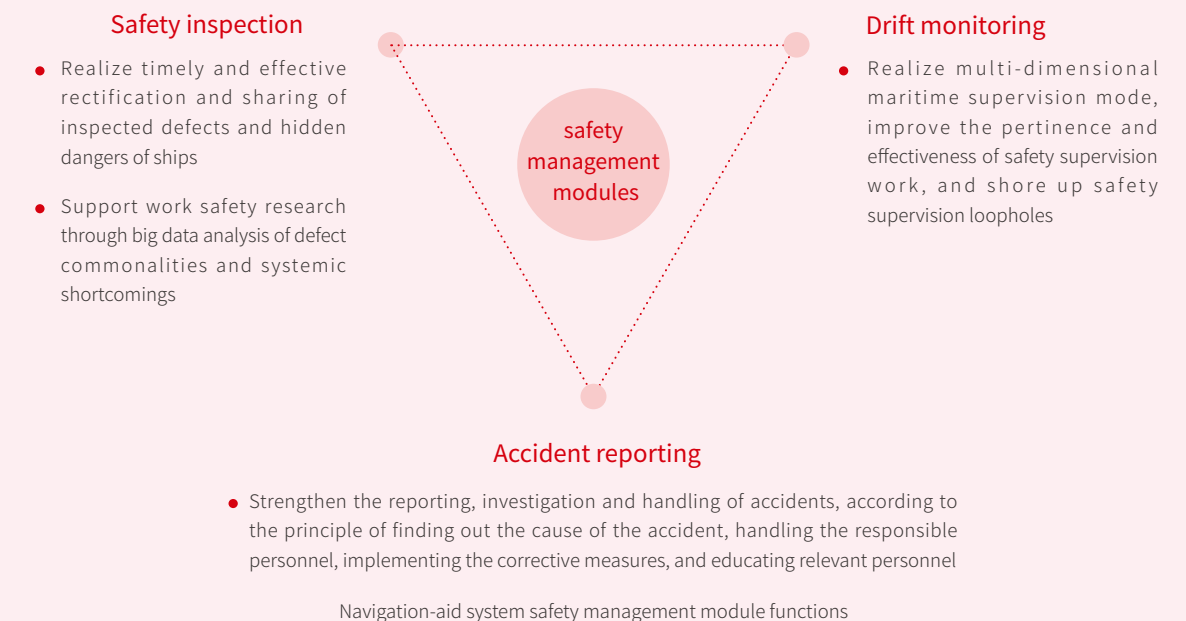 Safety inspection
Realize timely and effective
rectification and sharing of
inspected defects and hidden
dangers of ships
Support work safety research
through big data analysis of defect
commonalities and systemic
shortcomings
safety
management
modules
Drift monitoring
Realize multi-dimensional
maritime supervision mode,
improve the pertinence and
effectiveness of safety supervision
work, and shore up safety
supervision loopholes
Accident reporting
Strengthen the reporting, investigation and handling of accidents, according to
the principle of finding out the cause of the accident, handling the responsible
personnel, implementing the corrective measures, and educating relevant personnel
Navigation-aid system safety management module functions